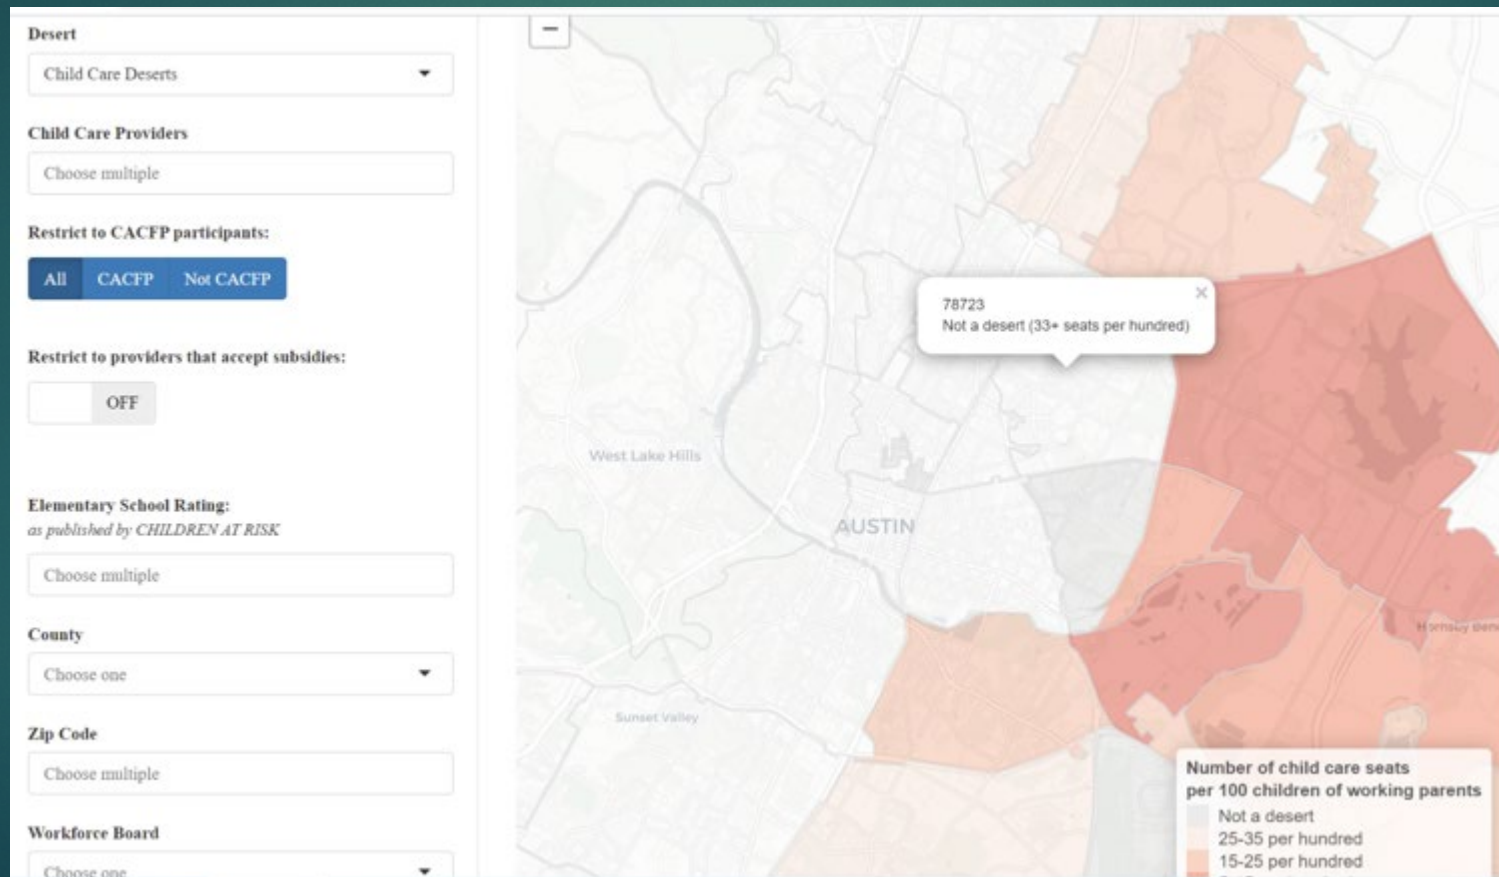 Desert
Child Care Deserts
Child Care Providers
Choose multiple
Restrict to CACFP participants:
All CACFP Not CACFP
Restrict to providers that accept subsidies:
OFF
Elementary School Rating:
as published by CHILDREN AT RISK
Choose multiple
County
Choose one
Zip Code
Choose multiple
Workforce Board
Choose one
−
78723 ×
Not a desert (33+ seats per hundred)
West Lake Hills
AUSTIN
Sunset Valley
Hornsby
Number of child care seats
per 100 children of working parents
Not a desert
25-35 per hundred
15-25 per hundred